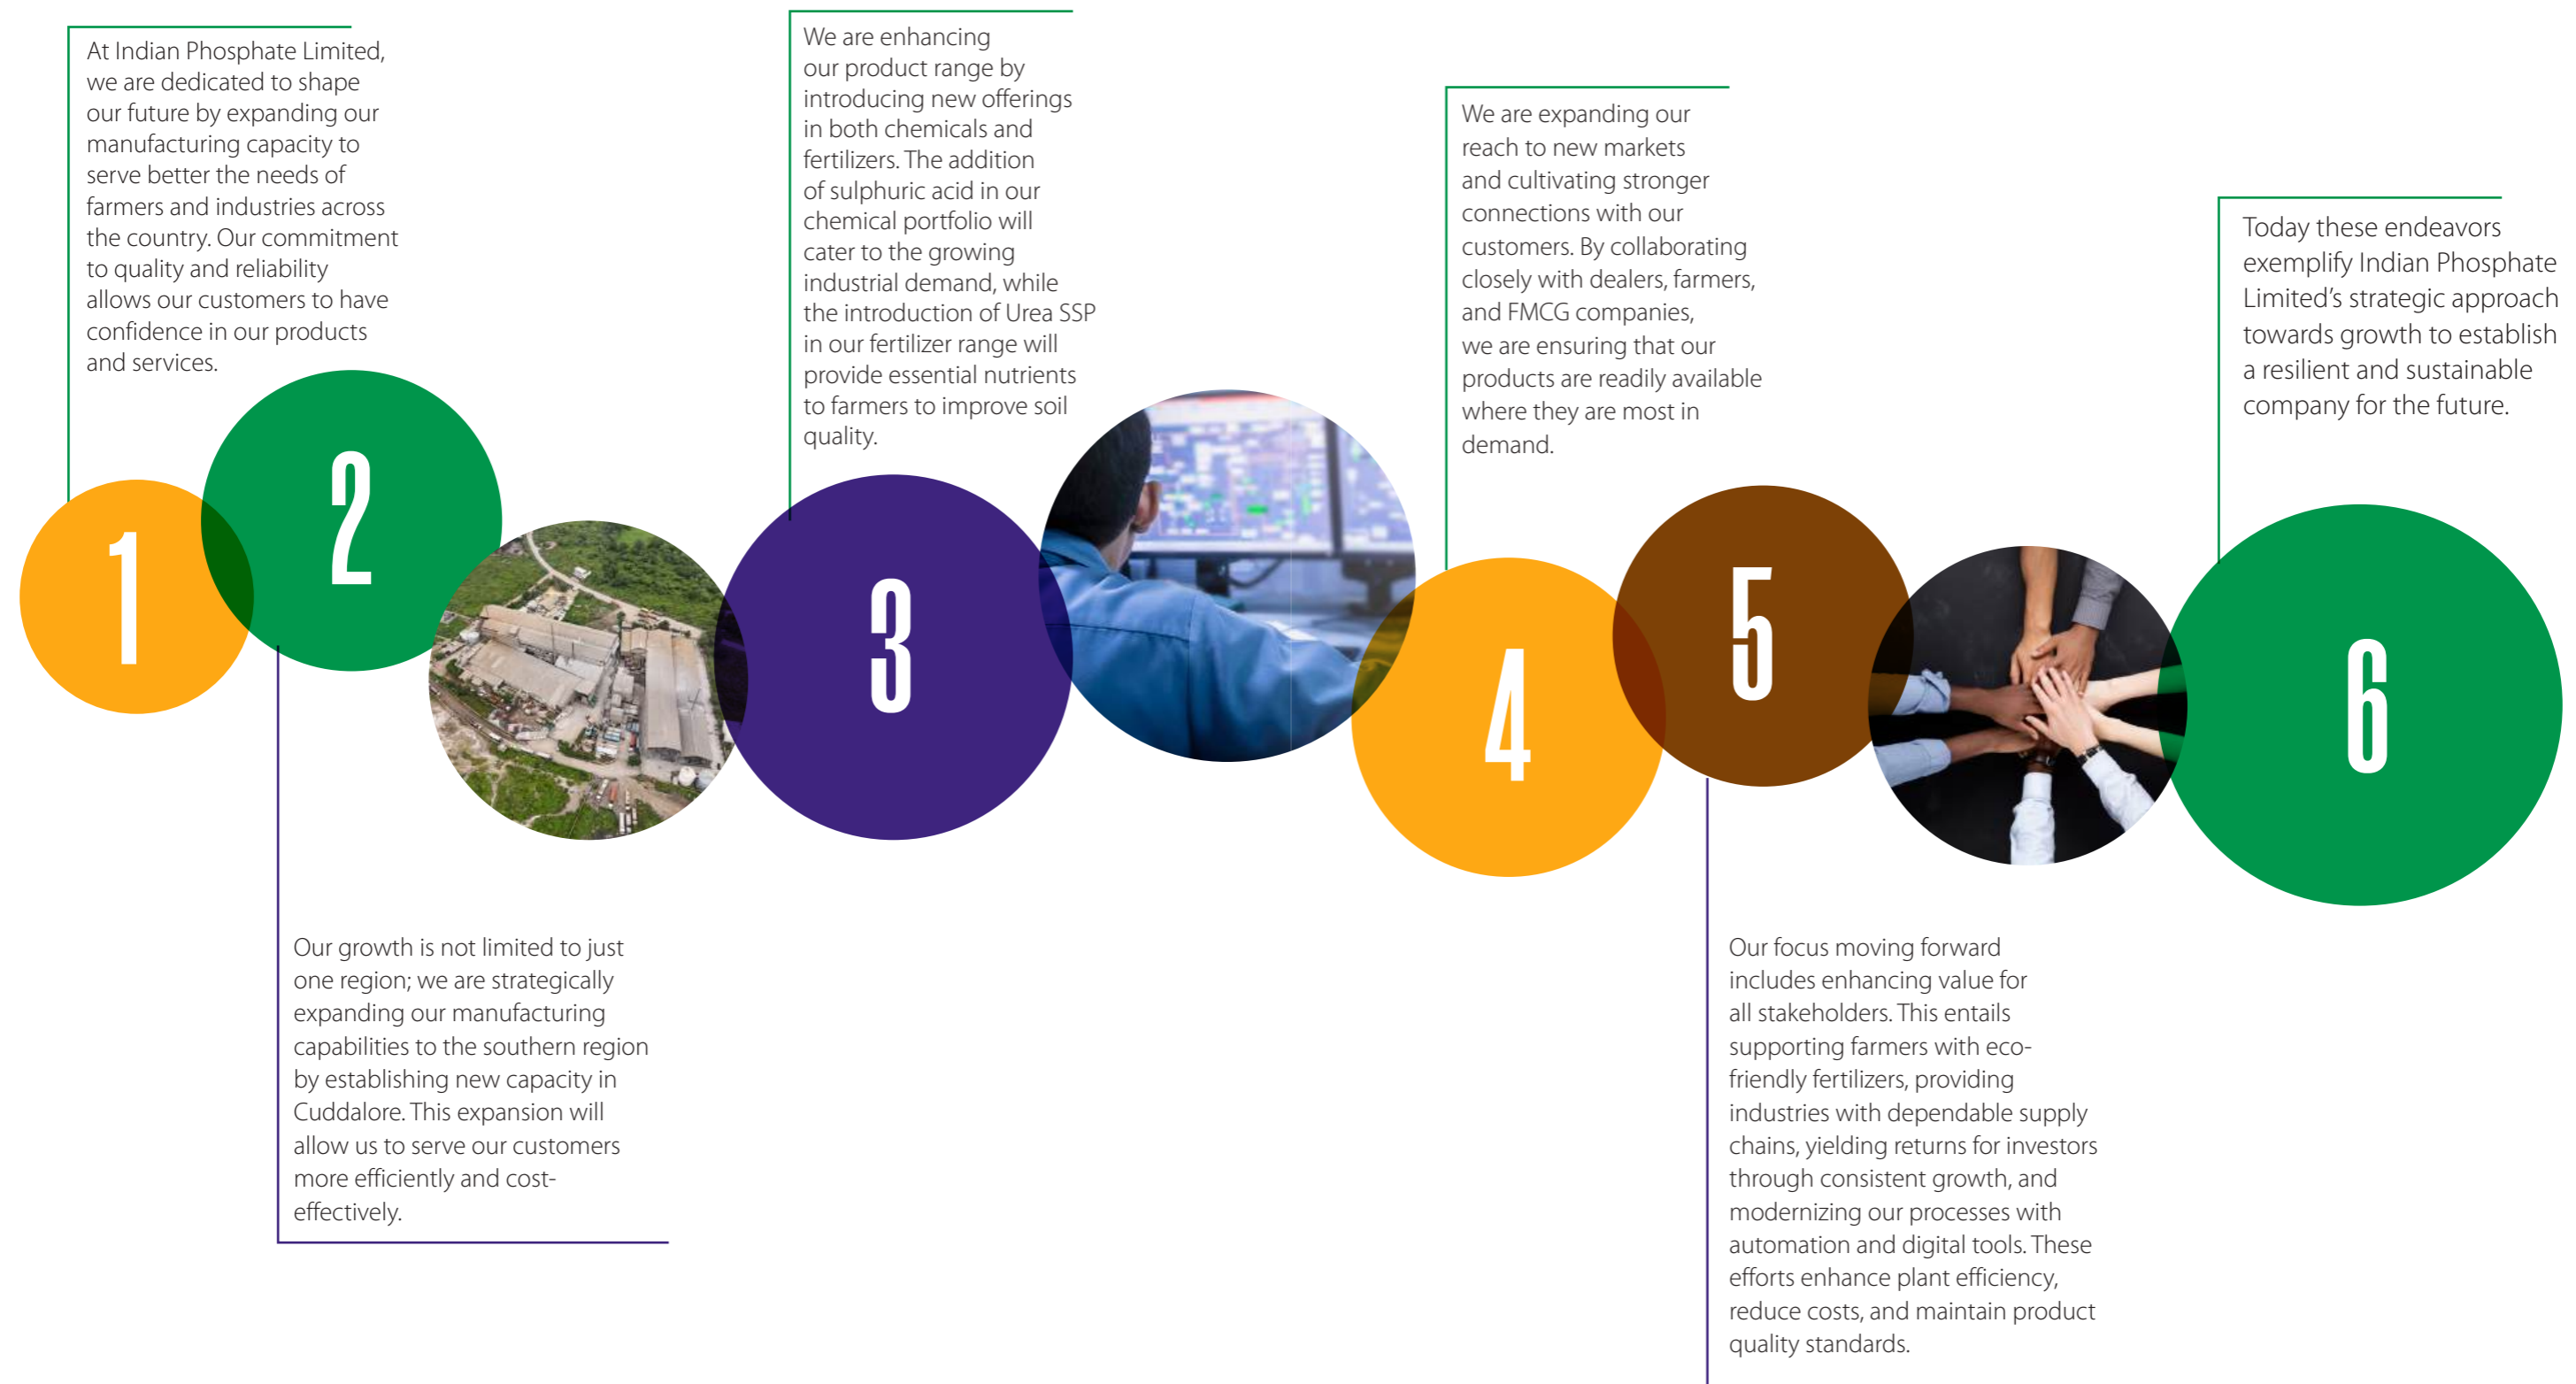 1
At Indian Phosphate Limited,
we are dedicated to shape
our future by expanding our
manufacturing capacity to
serve better the needs of
farmers and industries across
the country. Our commitment
to quality and reliability
allows our customers to have
confidence in our products
and services.
2
Our growth is not limited to just
one region; we are strategically
expanding our manufacturing
capabilities to the southern region
by establishing new capacity in
Cuddalore. This expansion will
allow us to serve our customers
more efficiently and cost-
effectively.
3
We are enhancing
our product range by
introducing new offerings
in both chemicals and
fertilizers. The addition
of sulphuric acid in our
chemical portfolio will
cater to the growing
industrial demand, while
the introduction of Urea SSP
in our fertilizer range will
provide essential nutrients
to farmers to improve soil
quality.
4
We are expanding our
reach to new markets
and cultivating stronger
connections with our
customers. By collaborating
closely with dealers, farmers,
and FMCG companies,
we are ensuring that our
products are readily available
where they are most in
demand.
5
Our focus moving forward
includes enhancing value for
all stakeholders. This entails
supporting farmers with eco-
friendly fertilizers, providing
industries with dependable supply
chains, yielding returns for investors
through consistent growth, and
modernizing our processes with
automation and digital tools. These
efforts enhance plant efficiency,
reduce costs, and maintain product
quality standards.
6
Today these endeavors
exemplify Indian Phosphate
Limited’s strategic approach
towards growth to establish
a resilient and sustainable
company for the future.